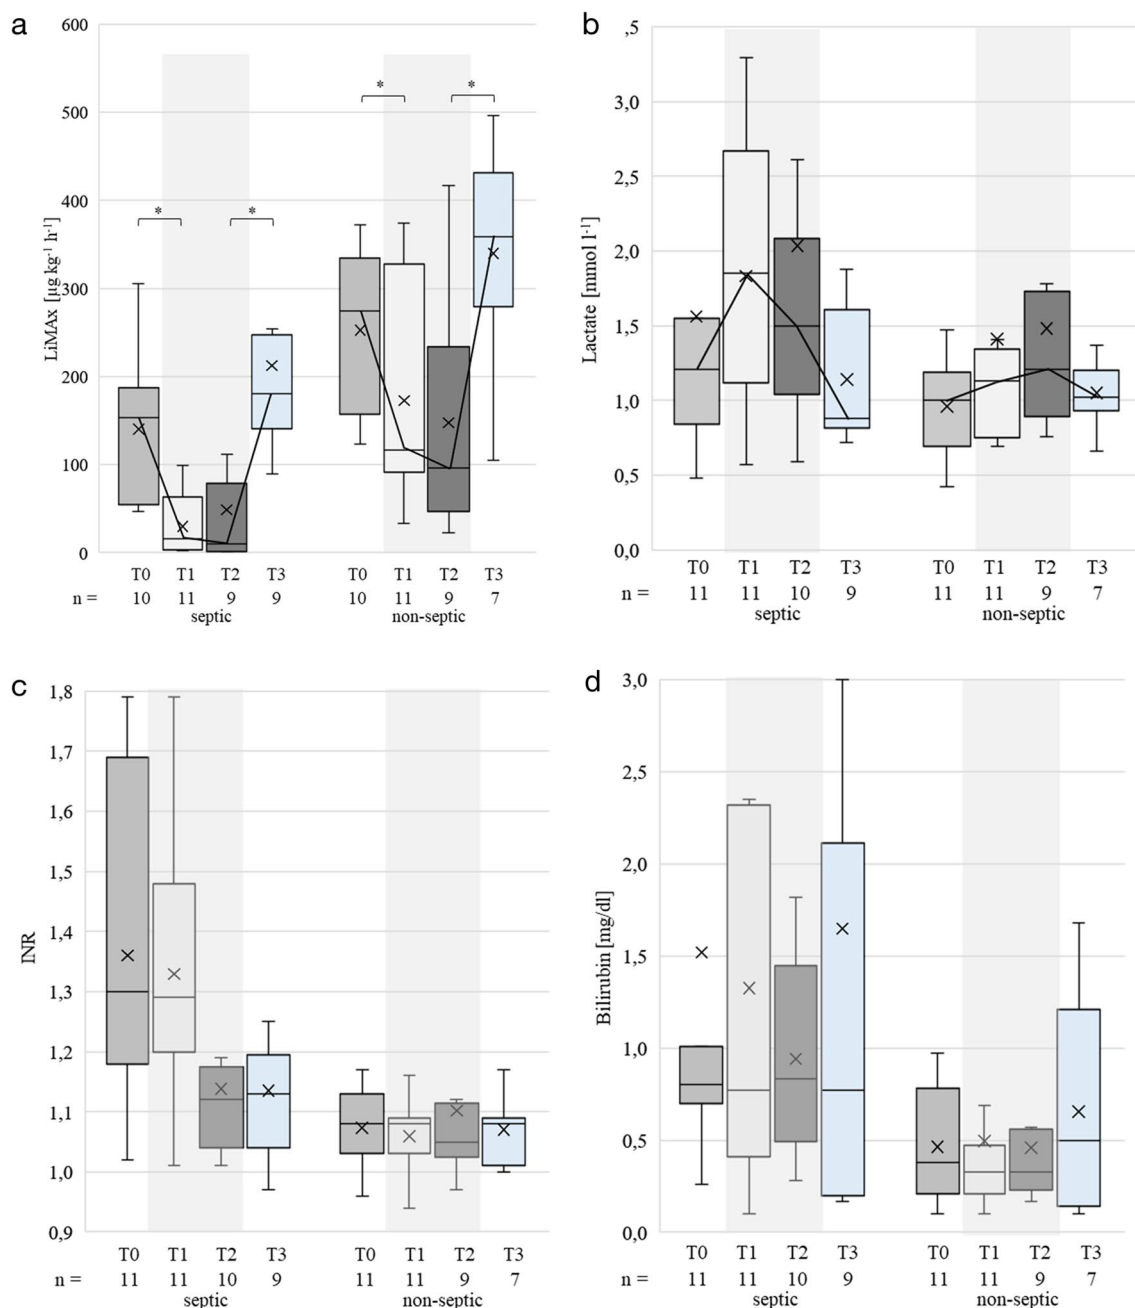 a
600
500
400
300
200
100
0
LiMAx [µg kg⁻¹ h⁻¹]
*
*
*
*
T0 T1 T2 T3 T0 T1 T2 T3
n = 10 11 9 9 10 11 9 7
septic non-septic
b
,5
3,0
2,5
2,0
1,5
1,0
0,5
0,0
Lactate [mmol l⁻¹]
T0 T1 T2 T3 T0 T1 T2 T3
n = 11 11 10 9 11 11 9 7
septic non-septic
c
1,8
1,7
1,6
1,5
1,4
1,3
1,2
1,1
1,0
0,9
INR
T0 T1 T2 T3 T0 T1 T2 T3
n = 11 11 10 9 11 11 9 7
septic non-septic
d
3,0
2,5
2,0
1,5
1,0
0,5
0,0
Bilirubin [mg/dl]
T0 T1 T2 T3 T0 T1 T2 T3
n = 11 11 10 9 11 11 9 7
septic non-septic